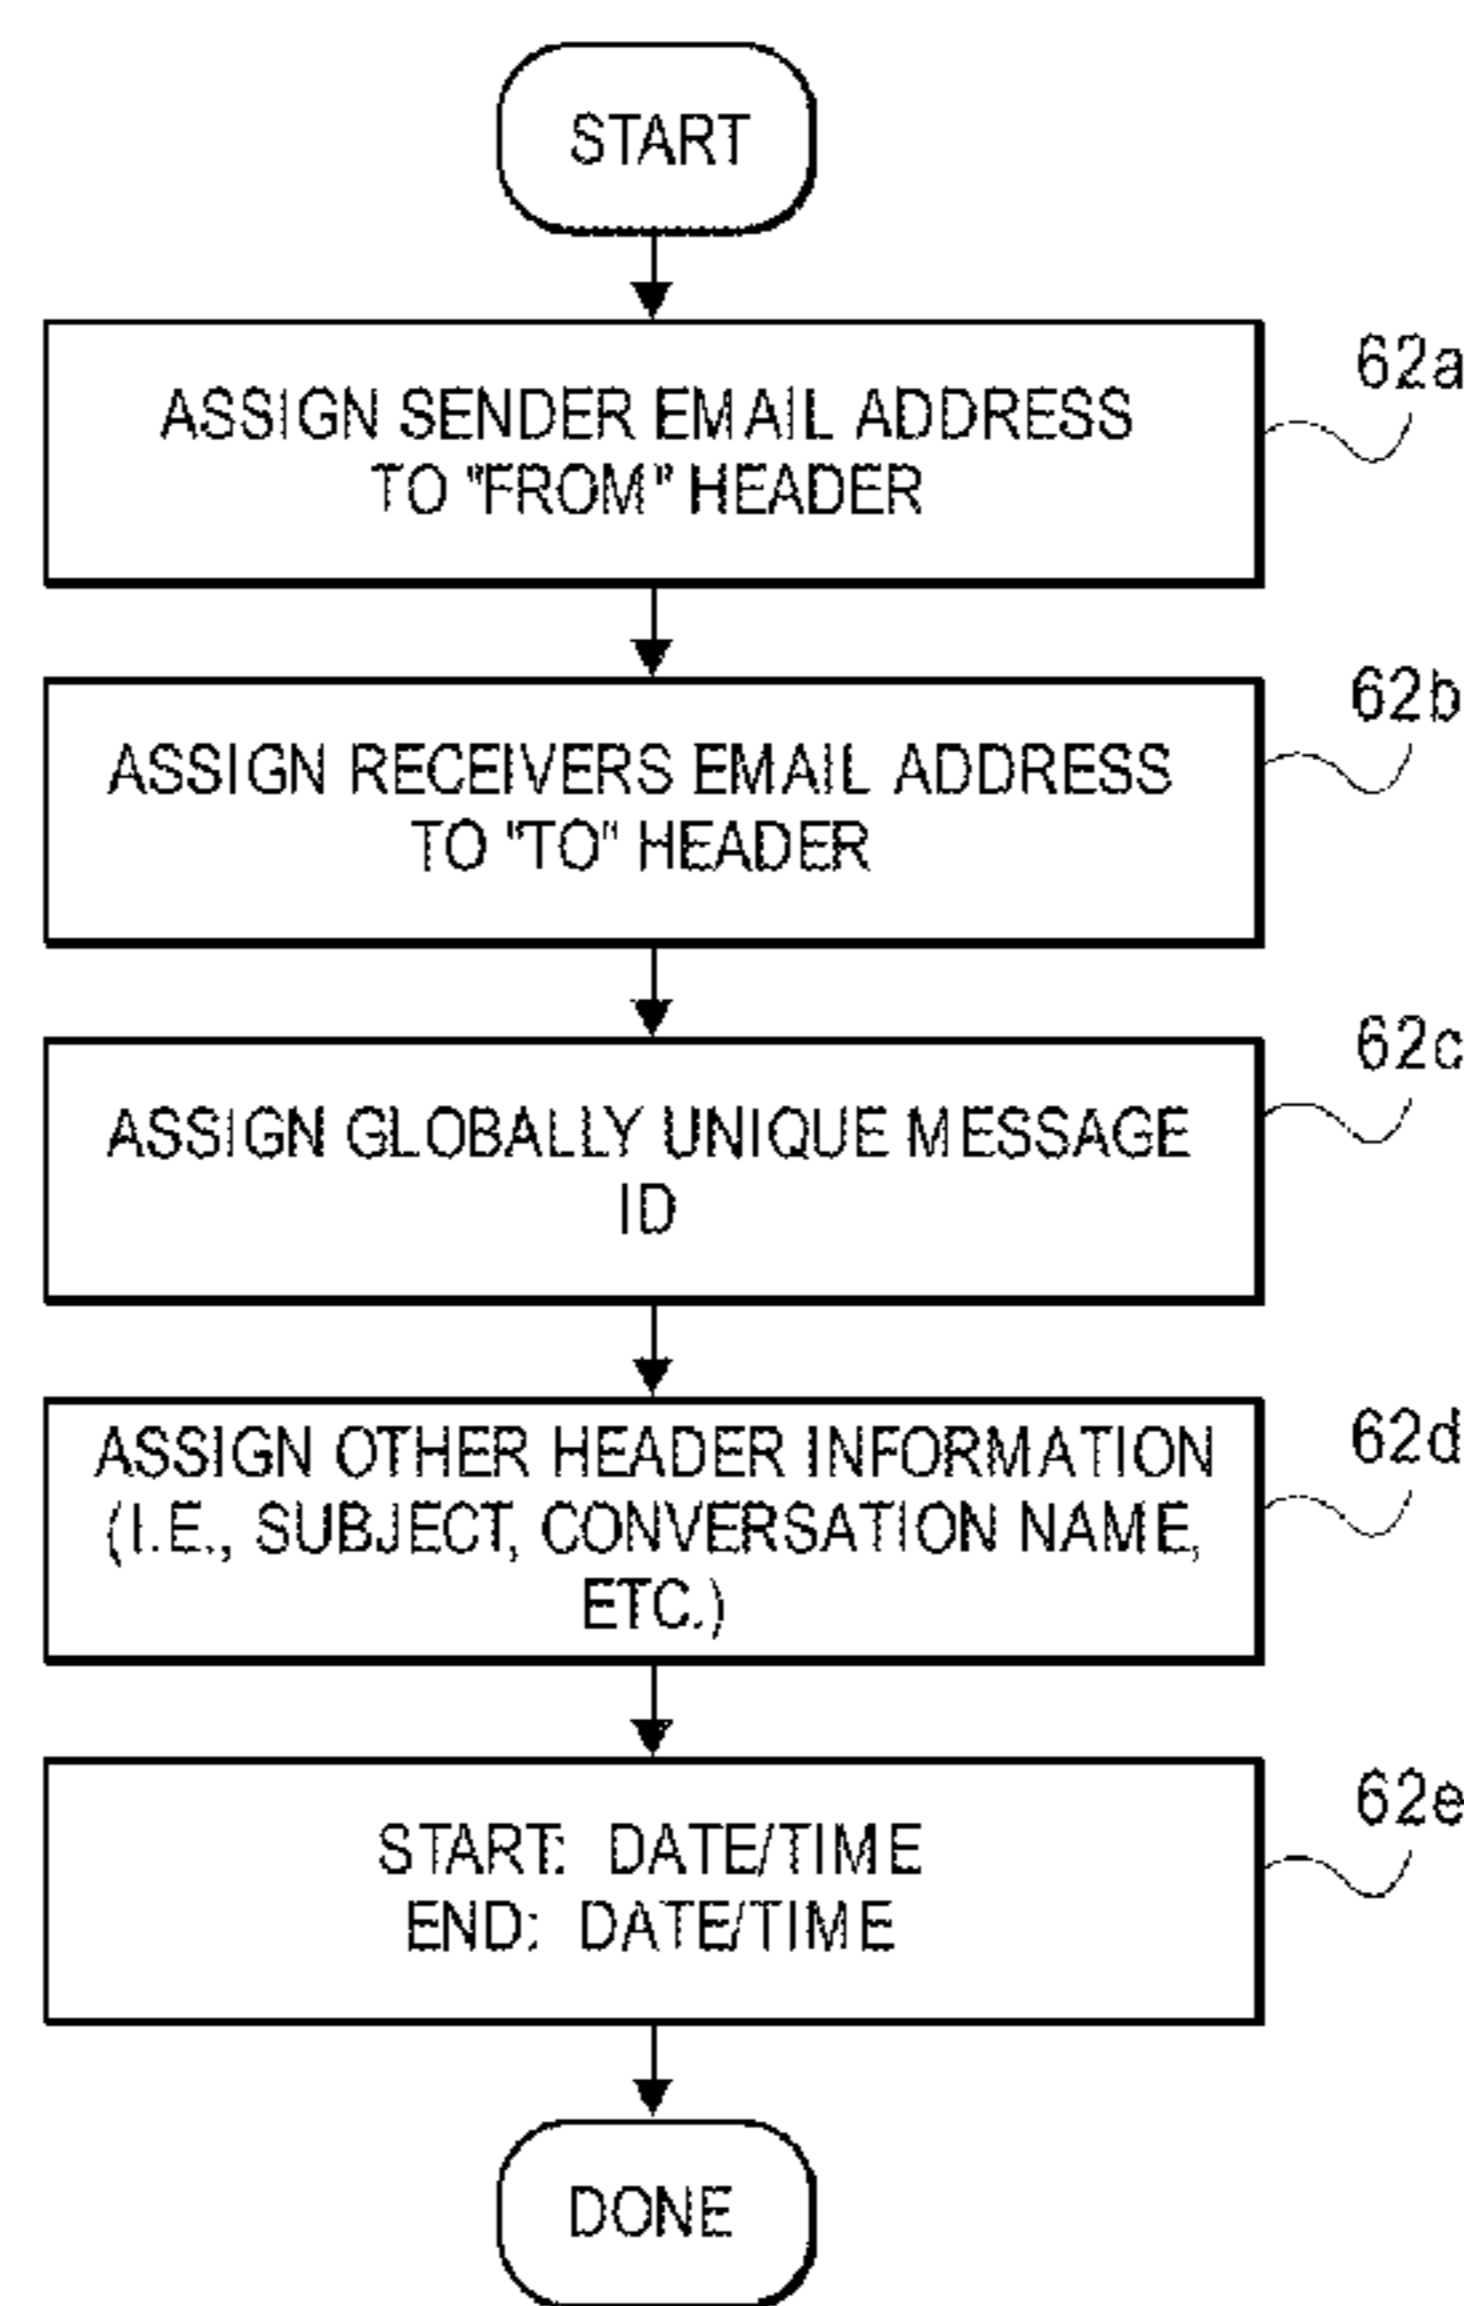 START
62a
ASSIGN SENDER EMAIL ADDRESS
TO "FROM" HEADER
62b
ASSIGN RECEIVERS EMAIL ADDRESS
TO "TO" HEADER
62c
ASSIGN GLOBALLY UNIQUE MESSAGE
ID
62d
ASSIGN OTHER HEADER INFORMATION
(I.E., SUBJECT, CONVERSATION NAME,
ETC.)
62e
START: DATE/TIME
END: DATE/TIME
DONE